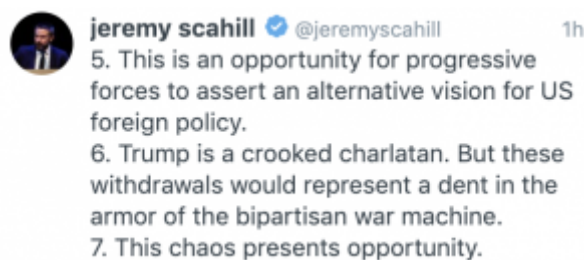 jeremy scahill @jeremyscahill 1h
5. This is an opportunity for progressive
forces to assert an alternative vision for US
foreign policy.
6. Trump is a crooked charlatan. But these
withdrawals would represent a dent in the
armor of the bipartisan war machine.
7. This chaos presents opportunity.